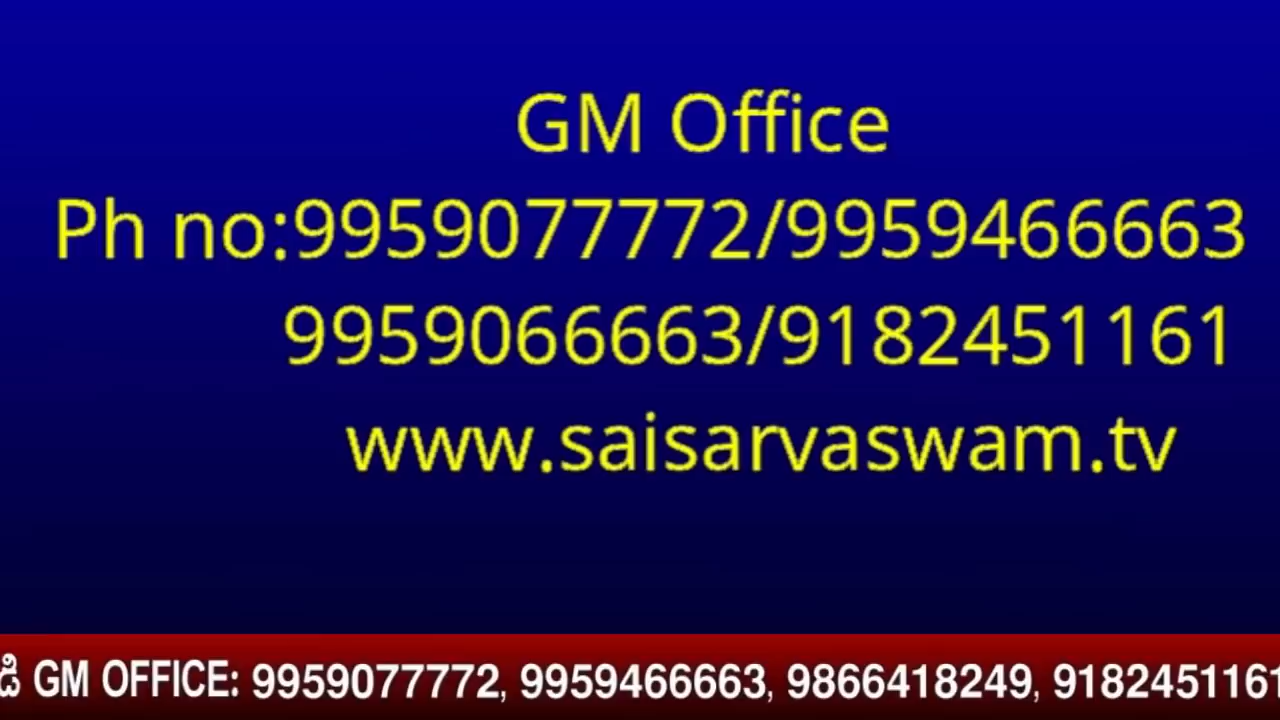 GM Office
Ph no:9959077772/9959466663
9959066663/9182451161
www.saisarvaswam.tv
GM OFFICE: 9959077772, 9959466663, 9866418249, 9182451161